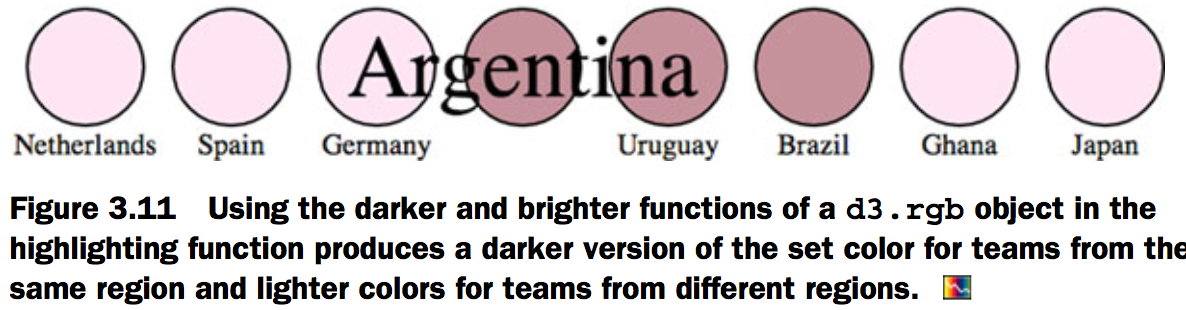 Argentina
Netherlands Spain Germany Uruguay Brazil Ghana Japan
Figure 3.11 Using the darker and brighter functions of a d3.rgb object in the
highlighting function produces a darker version of the set color for teams from the
same region and lighter colors for teams from different regions.